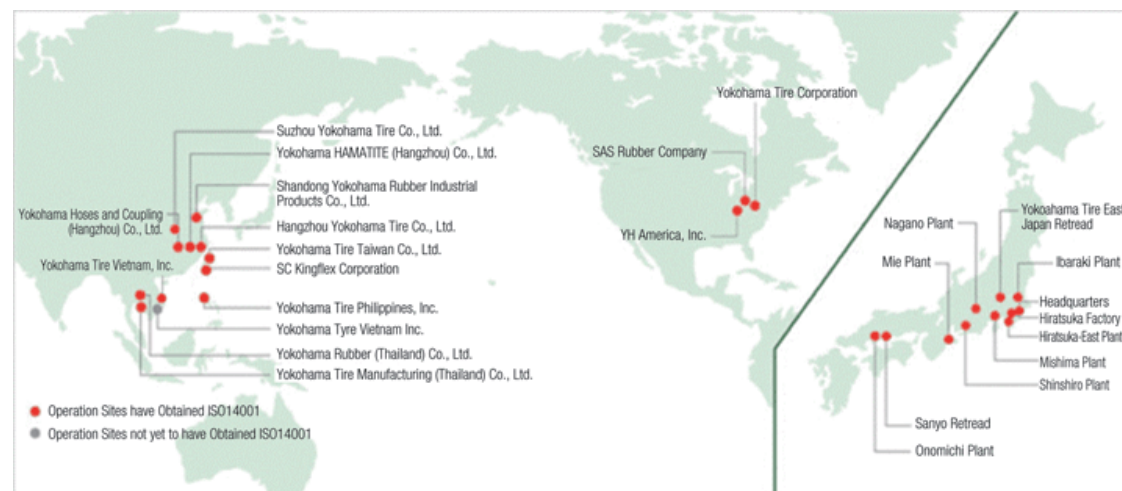 Suzhou Yokohama Tire Co., Ltd.
Yokohama HAMATITE (Hangzhou) Co., Ltd.
Shandong Yokohama Rubber Industrial
Products Co., Ltd.
Yokohama Hoses and Coupling
(Hangzhou) Co., Ltd.
Hangzhou Yokohama Tire Co., Ltd.
Yokohama Tire Taiwan Co., Ltd.
Yokohama Tire Vietnam, Inc.
SC Kingflex Corporation
Yokohama Tire Philippines, Inc.
Yokohama Tyre Vietnam Inc.
Yokohama Rubber (Thailand) Co., Ltd.
Yokohama Tire Manufacturing (Thailand) Co., Ltd.
Operation Sites have Obtained ISO14001
Operation Sites not yet to have Obtained ISO14001
Yokohama Tire Corporation
SAS Rubber Company
YH America, Inc.
Yokoahama Tire East
Japan Retread
Nagano Plant
Mie Plant
Ibaraki Plant
Headquarters
Hiratsuka Factory
Hiratsuka-East Plant
Mishima Plant
Shinshiro Plant
Sanyo Retread
Onomichi Plant